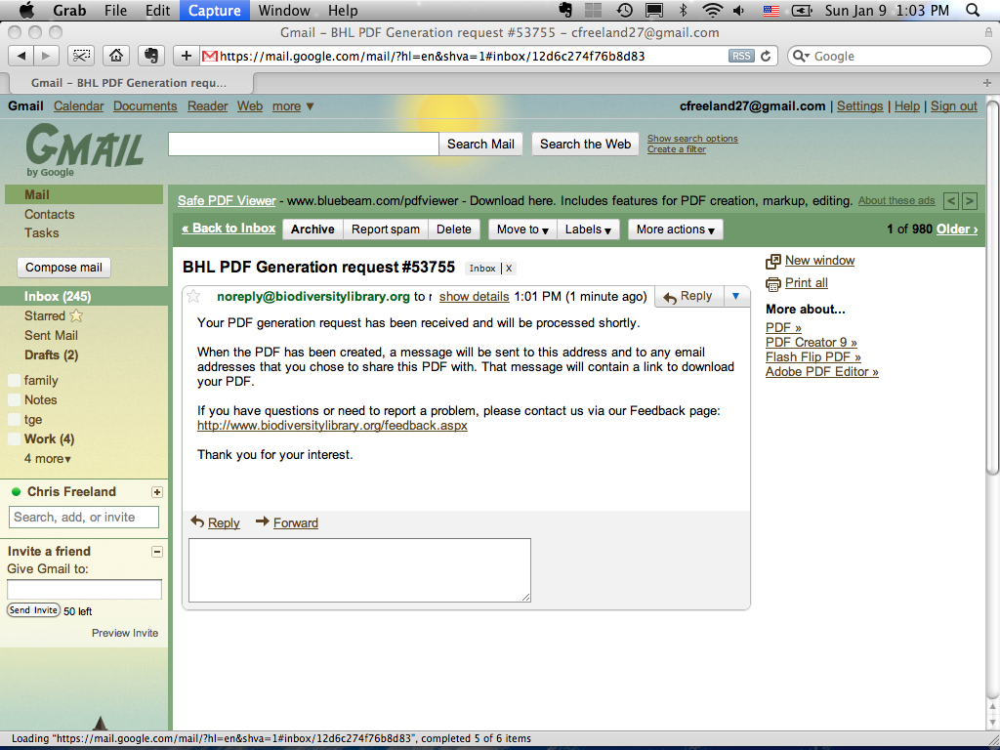 Grab File Edit Capture Window Help Sun Jan 9 1:03 PM
Gmail – BHL PDF Generation request #53755 – cfreeland27@gmail.com
https://mail.google.com/mail/?hl=en&shva=1#inbox/12d6c274f76b8d83 RSS Google
Gmail – BHL PDF Generation requ...
Gmail Calendar Documents Reader Web more ▼ cfreeland27@gmail.com | Settings | Help | Sign out
GMAIL
by Google
Search Mail Search the Web Show search options
Create a filter
Mail
Contacts
Tasks
Compose mail
Inbox (245)
Starred
Sent Mail
Drafts (2)
family
Notes
tge
Work (4)
4 more▾
Chris Freeland
Search, add, or invite
Invite a friend
Give Gmail to:
Send Invite 50 left
Preview Invite
Safe PDF Viewer - www.bluebeam.com/pdfviewer - Download here. Includes features for PDF creation, markup, editing. About these ads < >
« Back to Inbox Archive Report spam Delete Move to ▾ Labels ▾ More actions ▾ 1 of 980 Older ›
BHL PDF Generation request #53755 Inbox | X
noreply@biodiversitylibrary.org to r show details 1:01 PM (1 minute ago) Reply ▼
Your PDF generation request has been received and will be processed shortly.
When the PDF has been created, a message will be sent to this address and to any email
addresses that you chose to share this PDF with. That message will contain a link to download
your PDF.
If you have questions or need to report a problem, please contact us via our Feedback page:
http://www.biodiversitylibrary.org/feedback.aspx
Thank you for your interest.
Reply Forward
New window
Print all
More about...
PDF »
PDF Creator 9 »
Flash Flip PDF »
Adobe PDF Editor »
Loading "https://mail.google.com/mail/?hl=en&shva=1#inbox/12d6c274f76b8d83", completed 5 of 6 items